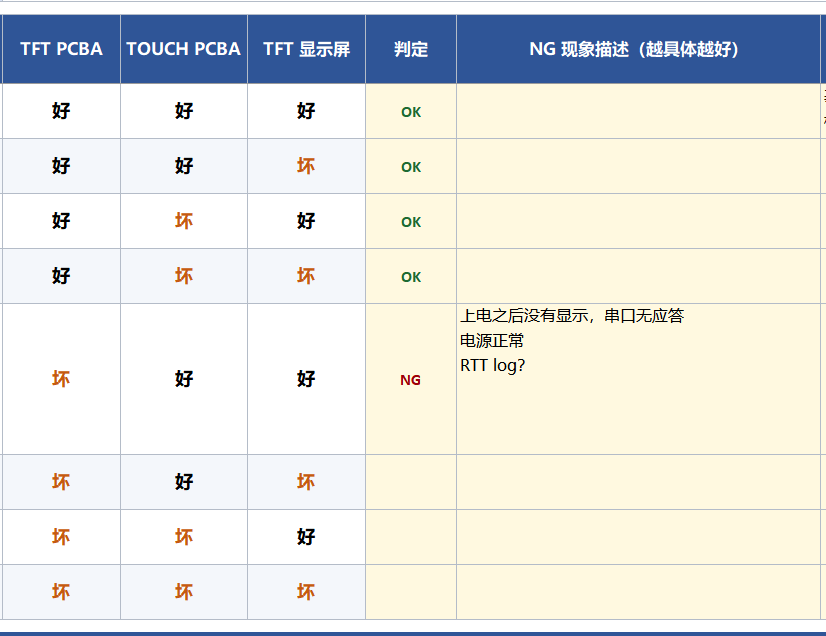 TFT PCBA TOUCH PCBA TFT 显示屏 判定 NG 现象描述（越具体越好）
好 好 好 OK
好 好 坏 OK
好 坏 好 OK
好 坏 坏 OK
坏 好 好 NG 上电之后没有显示，串口无应答
电源正常
RTT log?
坏 好 坏
坏 坏 好
坏 坏 坏